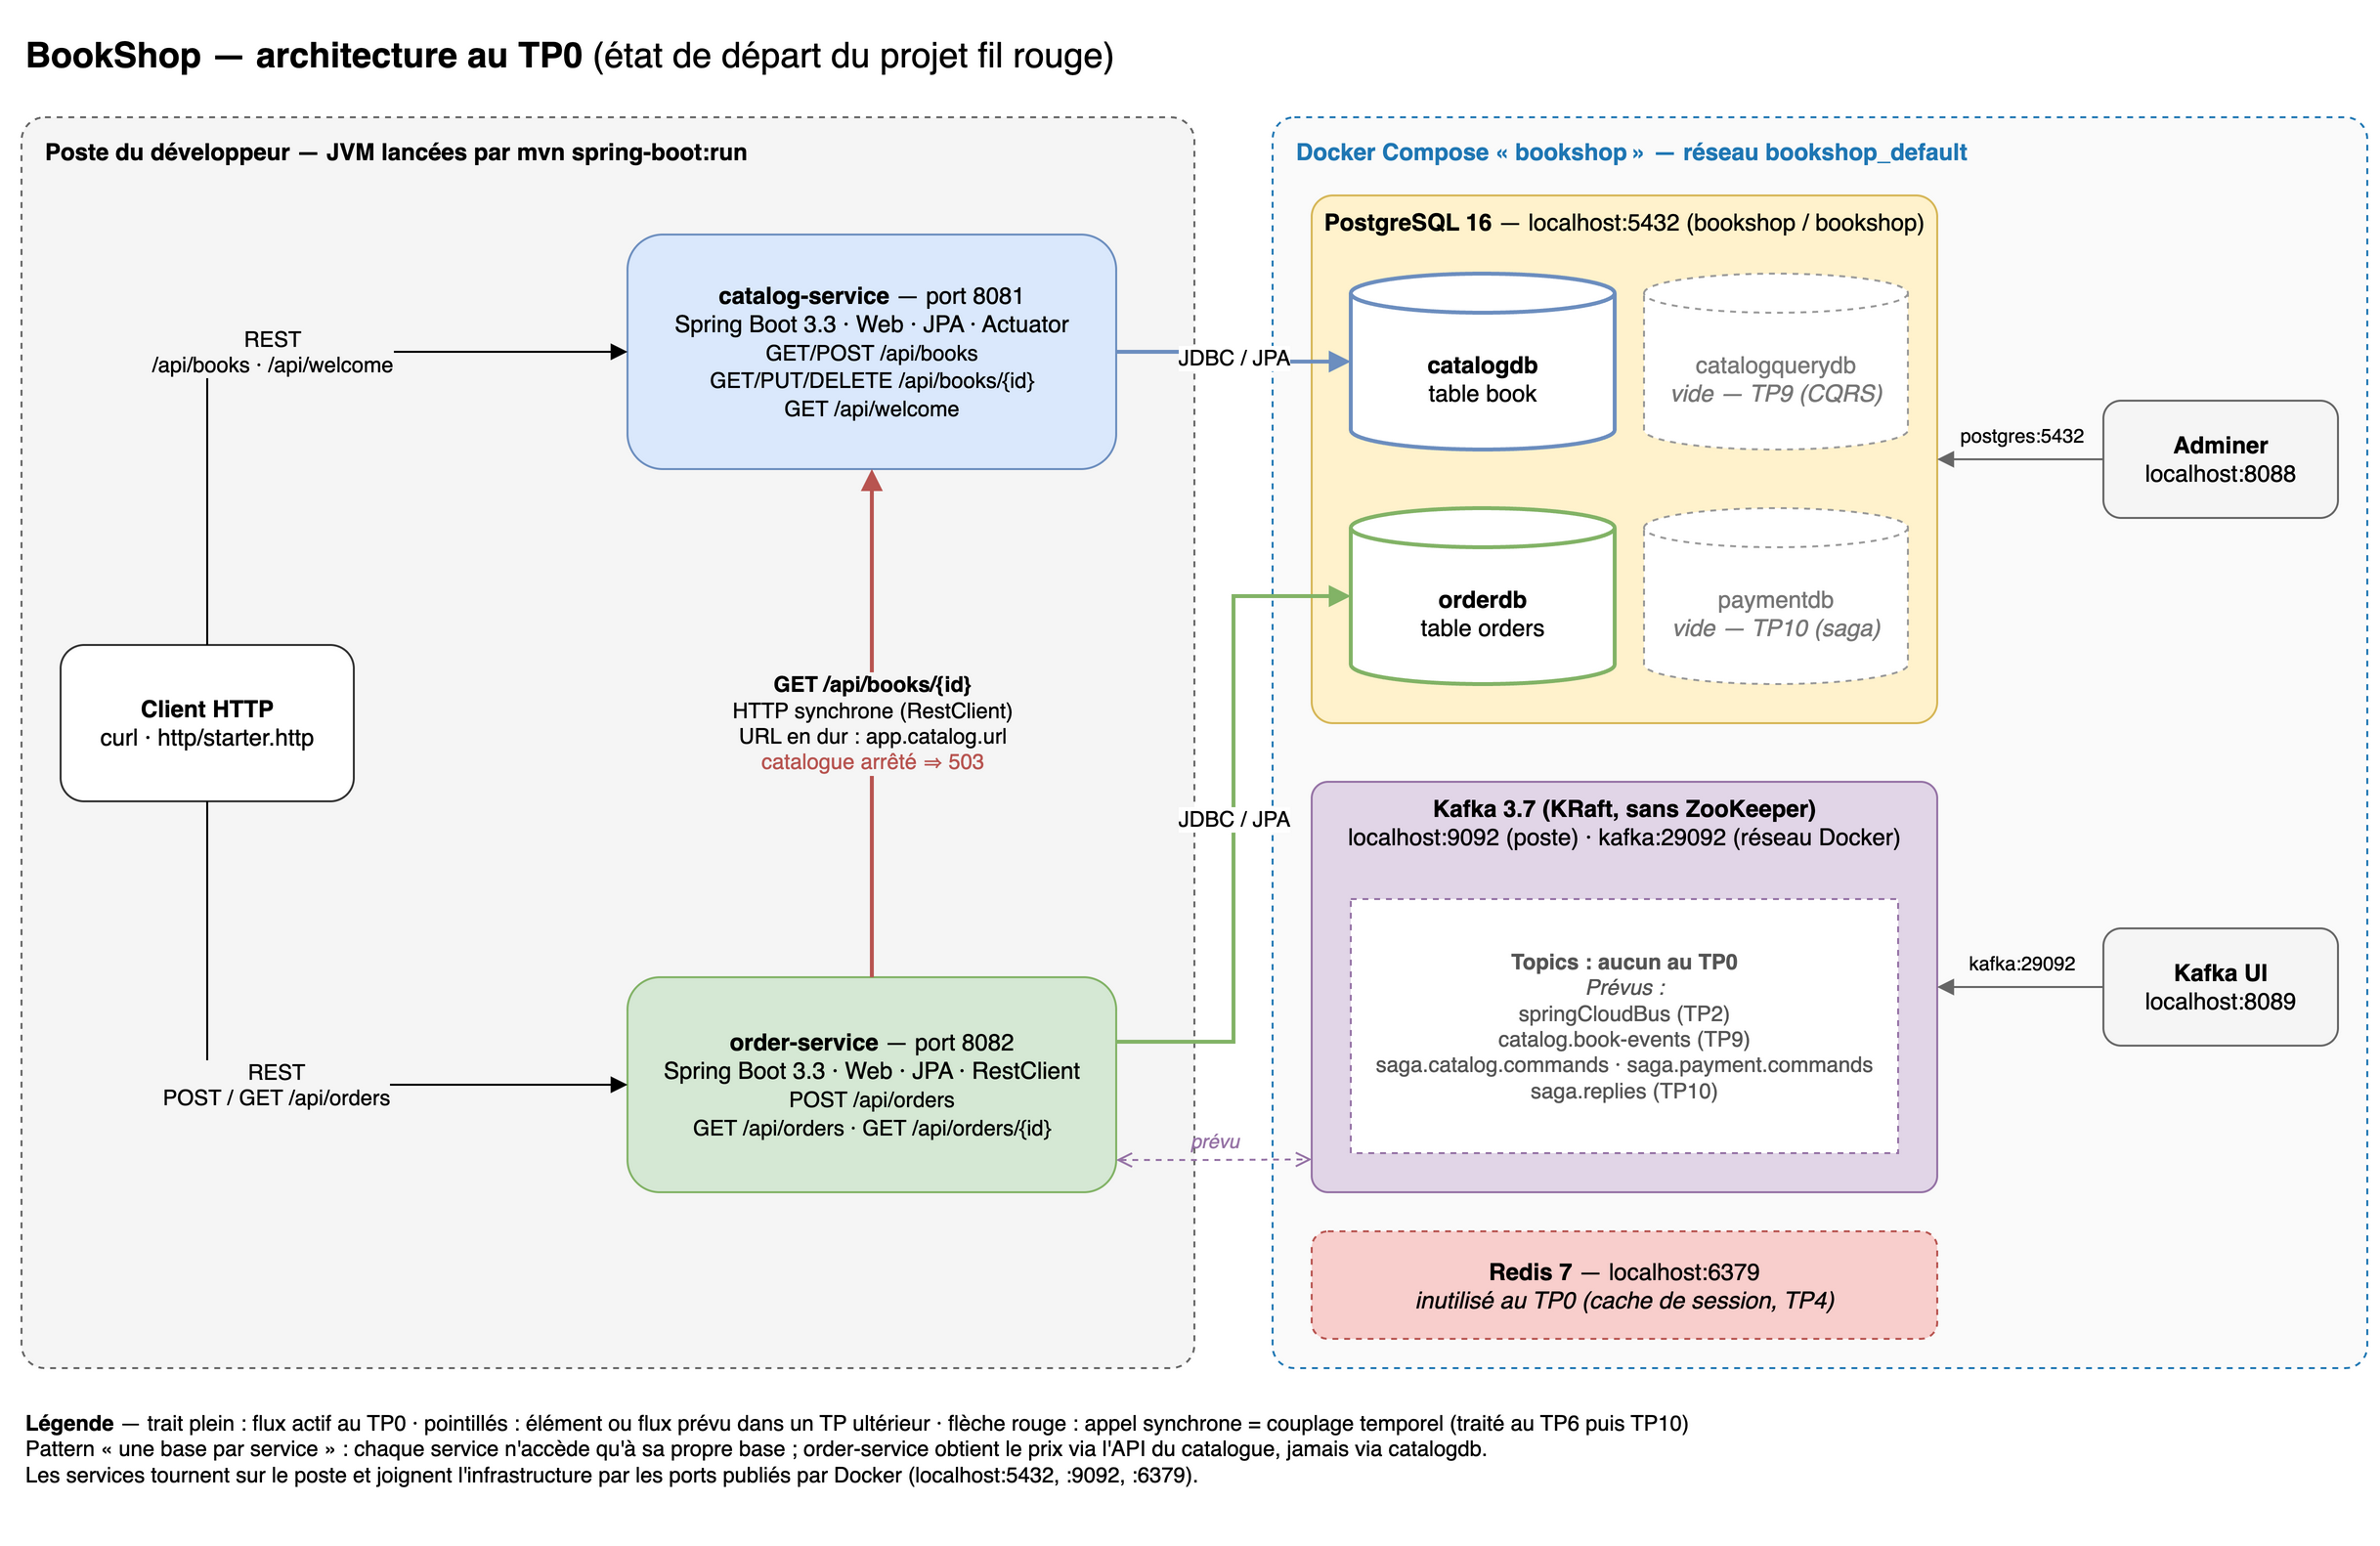 BookShop — architecture au TP0 (état de départ du projet fil rouge)
Poste du développeur — JVM lancées par mvn spring-boot:run
REST
/api/books · /api/welcome
Client HTTP
curl · http/starter.http
REST
POST / GET /api/orders
catalog-service — port 8081
Spring Boot 3.3 · Web · JPA · Actuator
GET/POST /api/books
GET/PUT/DELETE /api/books/{id}
GET /api/welcome
GET /api/books/{id}
HTTP synchrone (RestClient)
URL en dur : app.catalog.url
catalogue arrêté ⇒ 503
order-service — port 8082
Spring Boot 3.3 · Web · JPA · RestClient
POST /api/orders
GET /api/orders · GET /api/orders/{id}
JDBC / JPA
JDBC / JPA
prévu
Docker Compose « bookshop » — réseau bookshop_default
PostgreSQL 16 — localhost:5432 (bookshop / bookshop)
catalogdb
table book
catalogquerydb
vide — TP9 (CQRS)
orderdb
table orders
paymentdb
vide — TP10 (saga)
postgres:5432
Adminer
localhost:8088
Kafka 3.7 (KRaft, sans ZooKeeper)
localhost:9092 (poste) · kafka:29092 (réseau Docker)
Topics : aucun au TP0
Prévus :
springCloudBus (TP2)
catalog.book-events (TP9)
saga.catalog.commands · saga.payment.commands
saga.replies (TP10)
kafka:29092
Kafka UI
localhost:8089
Redis 7 — localhost:6379
inutilisé au TP0 (cache de session, TP4)
Légende — trait plein : flux actif au TP0 · pointillés : élément ou flux prévu dans un TP ultérieur · flèche rouge : appel synchrone = couplage temporel (traité au TP6 puis TP10)
Pattern « une base par service » : chaque service n'accède qu'à sa propre base ; order-service obtient le prix via l'API du catalogue, jamais via catalogdb.
Les services tournent sur le poste et joignent l'infrastructure par les ports publiés par Docker (localhost:5432, :9092, :6379).